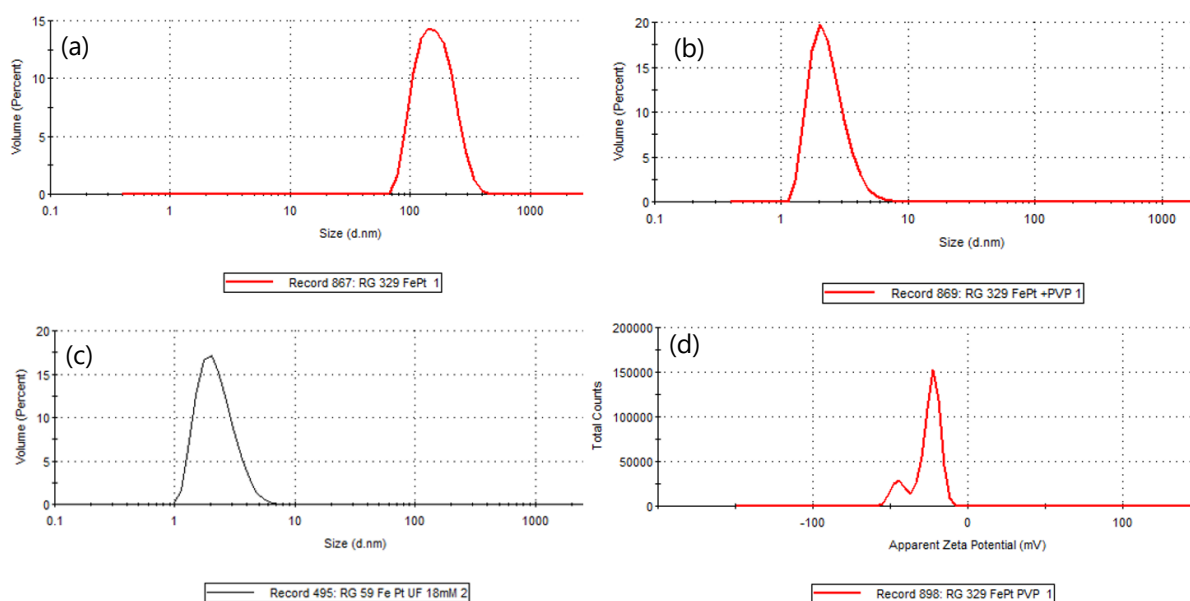 (a)
15
10
5
0
Volume (Percent)
0.1 1 10 100 1000
Size (d.nm)
Record 867: RG 329 FePt 1
(b)
20
15
10
5
0
Volume (Percent)
0.1 1 10 100 1000
Size (d.nm)
Record 869: RG 329 FePt +PVP 1
(c)
20
15
10
5
0
Volume (Percent)
0.1 1 10 100 1000
Size (d.nm)
Record 495: RG 59 Fe Pt UF 18mM 2
(d)
200000
150000
100000
50000
0
Total Counts
-100 0 100
Apparent Zeta Potential (mV)
Record 898: RG 329 FePt PVP 1